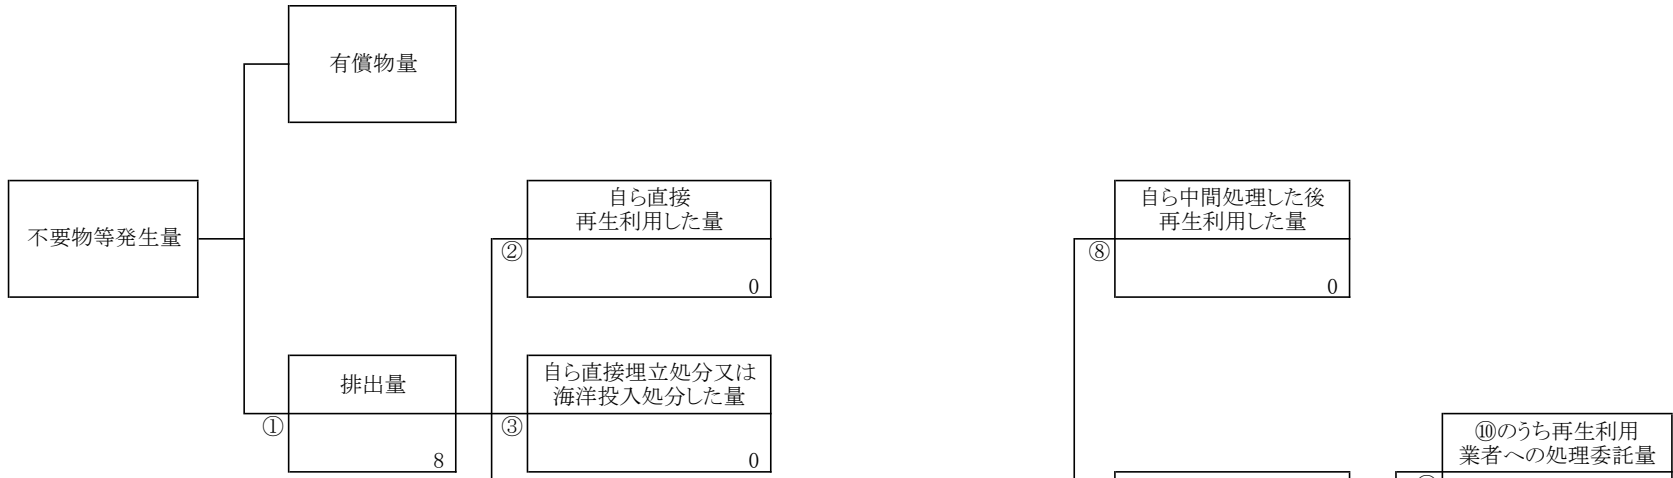 有償物量
不要物等発生量
自ら直接
再生利用した量
②
0
自ら中間処理した後
再生利用した量
⑧
0
排出量
①
8
自ら直接埋立処分又は
海洋投入処分した量
③
0
⑩のうち再生利用
業者への処理委託量